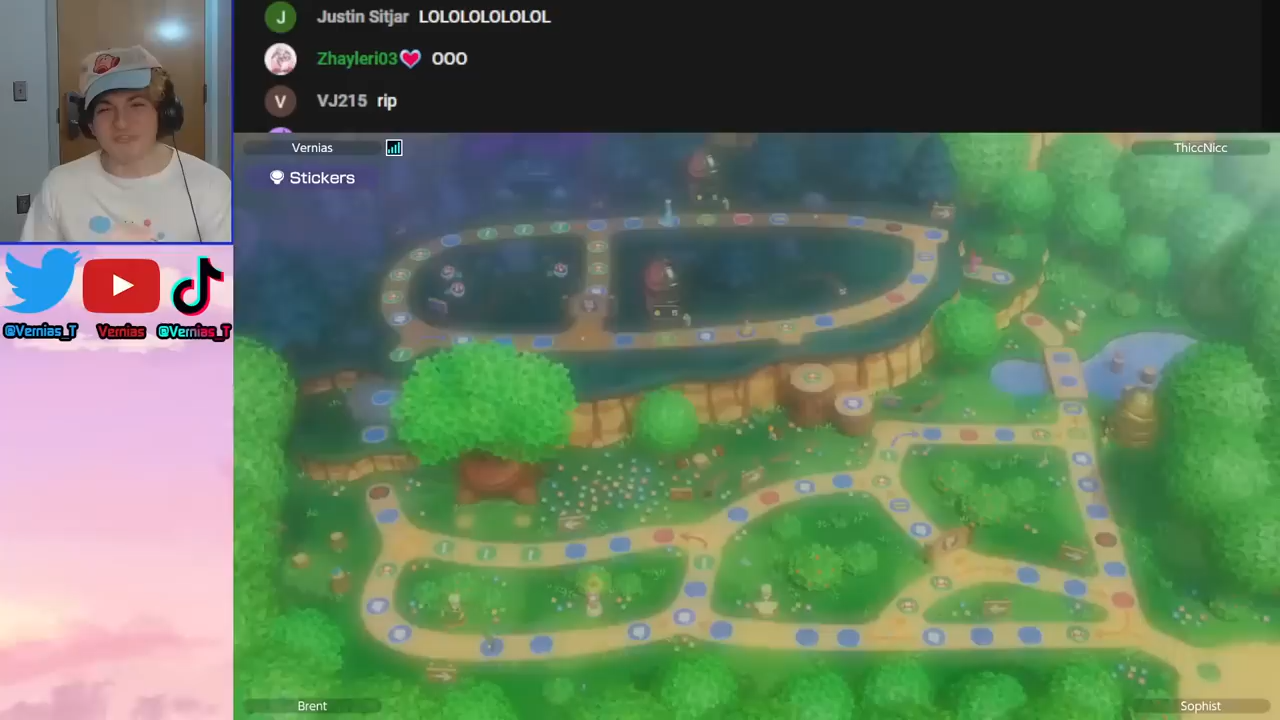 Justin Sitjar LOLOLOLOLOLOL
Zhayleri03 OOO
VJ215 rip
Vernias
ThiccNicc
Stickers
@Vernias_T
Vernias
@Vernias_T
Brent
Sophist